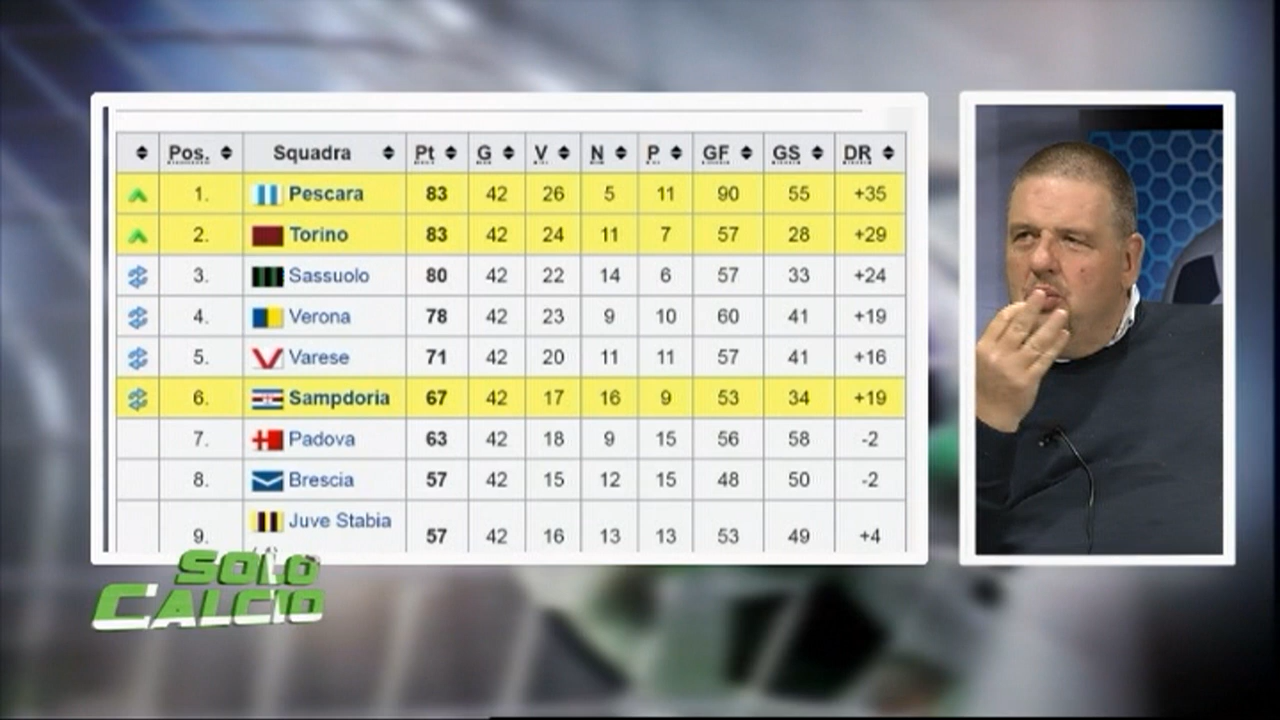 Pos. Squadra Pt G V N P GF GS DR
1. Pescara 83 42 26 5 11 90 55 +35
2. Torino 83 42 24 11 7 57 28 +29
3. Sassuolo 80 42 22 14 6 57 33 +24
4. Verona 78 42 23 9 10 60 41 +19
5. Varese 71 42 20 11 11 57 41 +16
6. Sampdoria 67 42 17 16 9 53 34 +19
7. Padova 63 42 18 9 15 56 58 -2
8. Brescia 57 42 15 12 15 48 50 -2
9. Juve Stabia 57 42 16 13 13 53 49 +4
SOLO
CALCIO